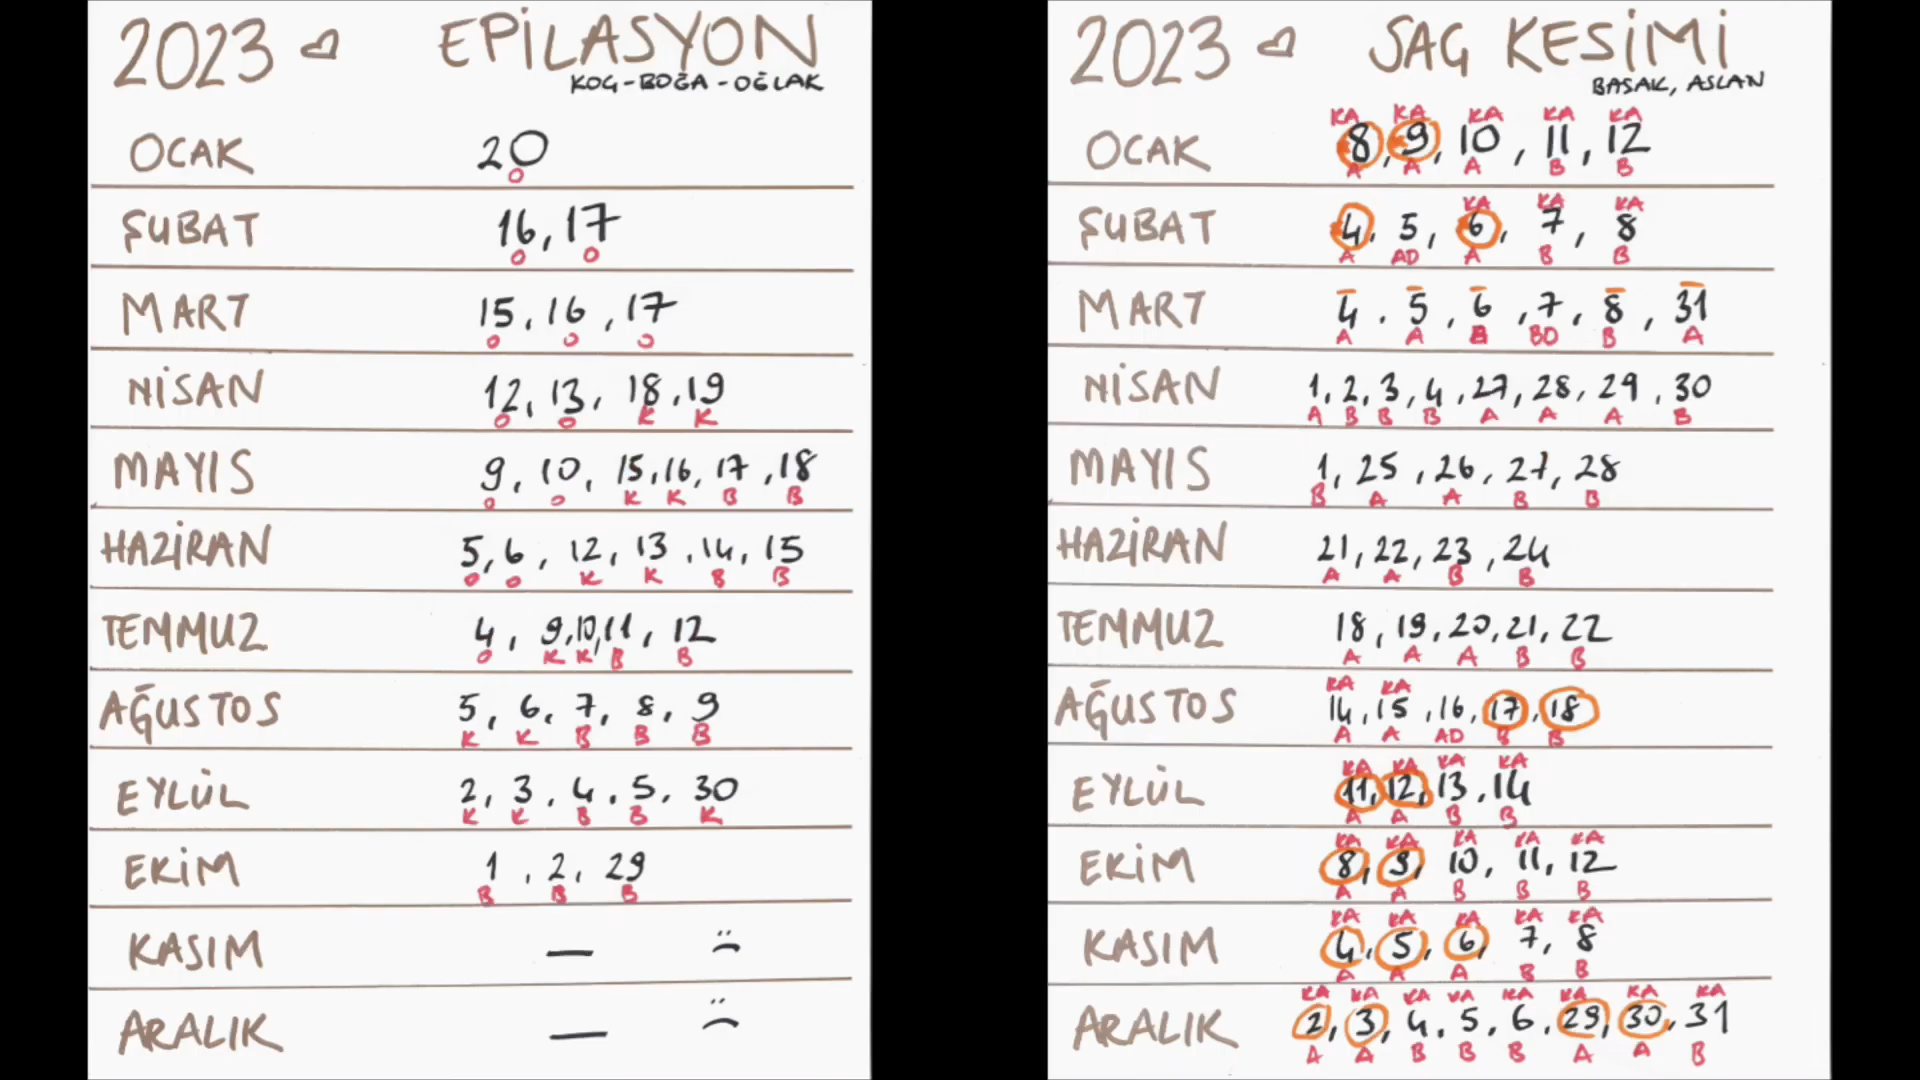 2023 EPİLASYON
KOÇ-BOĞA-OĞLAK
OCAK 20
O
ŞUBAT 16, 17
O O
MART 15, 16, 17
O O O
NİSAN 12, 13, 18, 19
O O K K
MAYIS 9, 10, 15, 16, 17, 18
O O K K B B
HAZİRAN 5, 6, 12, 13, 14, 15
O O K K B B
TEMMUZ 4, 9, 10, 11, 12
O K K B B
AĞUSTOS 5, 6, 7, 8, 9
K K B B B
EYLÜL 2, 3, 4, 5, 30
K K B B K
EKİM 1, 2, 29
B B B
KASIM —
ARALIK —
2023 SAÇ KESİMİ
BAŞAK, ASLAN
KA KA KA KA KA
OCAK 8, 9, 10, 11, 12
A A A B B
KA KA KA
ŞUBAT 4, 5, 6, 7, 8
A AD A B B
MART 4, 5, 6, 7, 8, 31
A A B BD B A
NİSAN 1, 2, 3, 4, 27, 28, 29, 30
A B B B A A A B
MAYIS 1, 25, 26, 27, 28
B A A B B
HAZİRAN 21, 22, 23, 24
A A B B
TEMMUZ 18, 19, 20, 21, 22
A A A B B
KA KA
AĞUSTOS 14, 15, 16, 17, 18
A A AD B B
KA KA KA KA
EYLÜL 11, 12, 13, 14
A A B B
KA KA KA KA KA
EKİM 8, 9, 10, 11, 12
A A B B B
KA KA KA KA KA
KASIM 4, 5, 6, 7, 8
A A A B B
KA KA KA KA KA KA KA KA
ARALIK 2, 3, 4, 5, 6, 29, 30, 31
A A B B B A A B